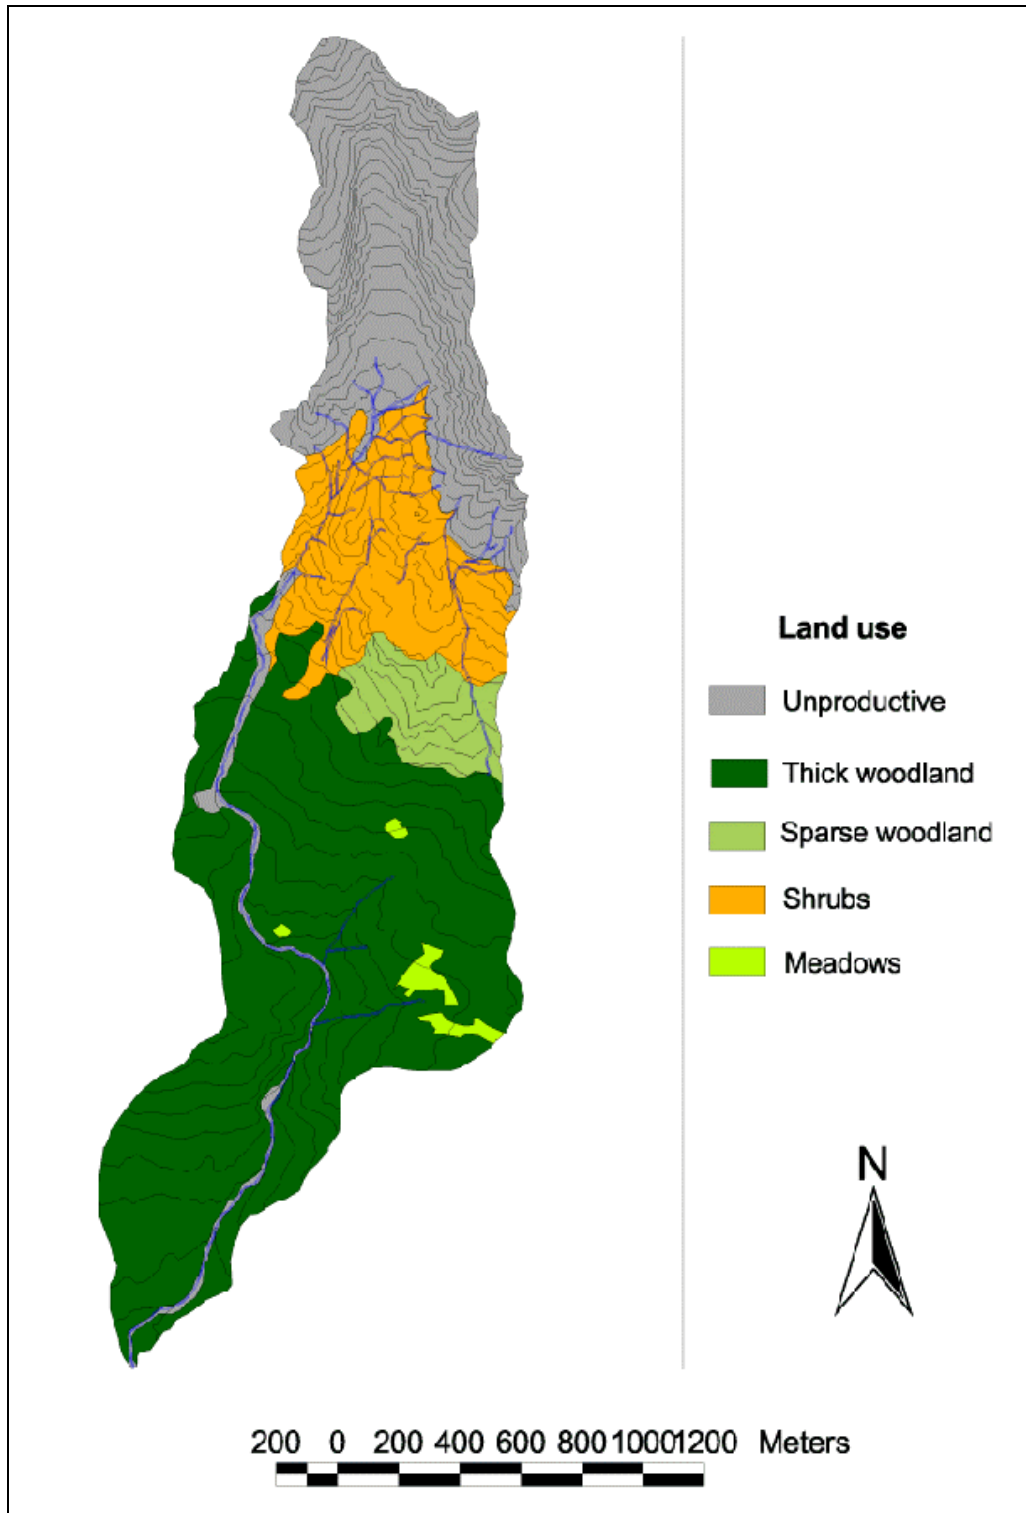 Land use
Unproductive
Thick woodland
Sparse woodland
Shrubs
Meadows
N
200 0 200 400 600 800 1000 1200 Meters